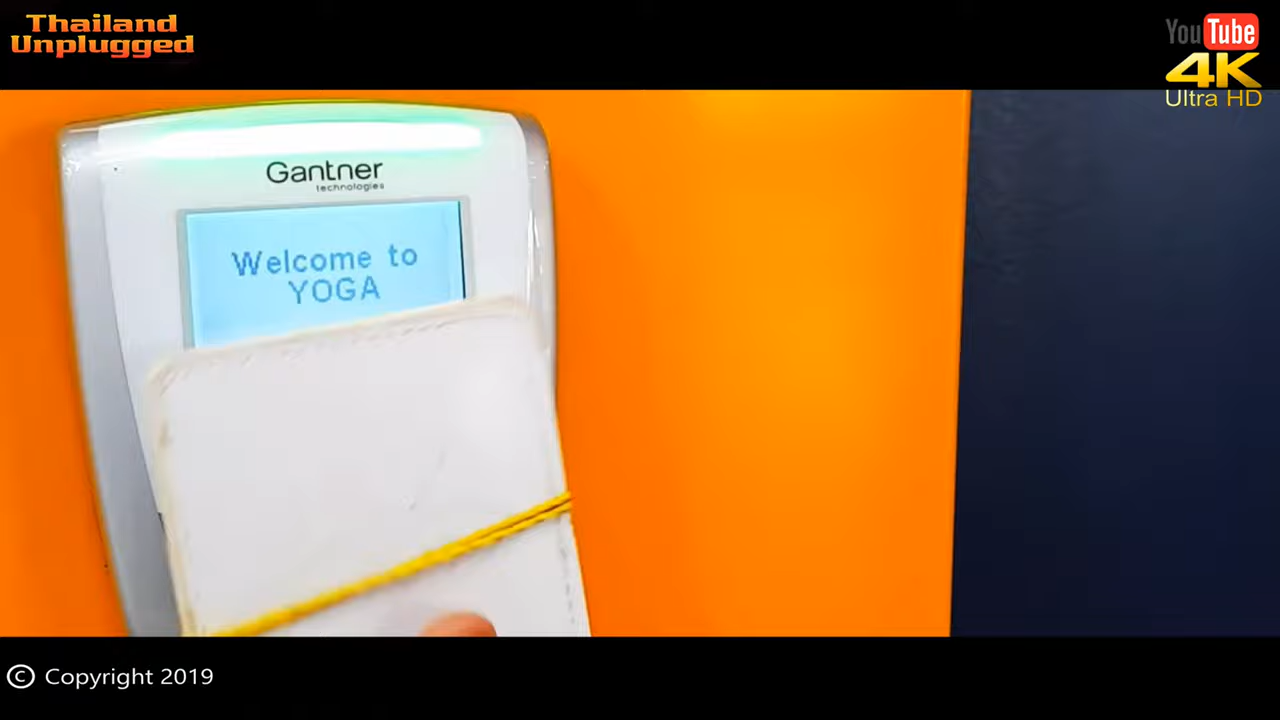 Thailand
Unplugged
YouTube
4K
Ultra HD
Gantner
technologies
Welcome to
YOGA
© Copyright 2019